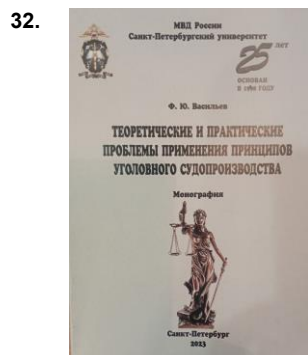 32.
МВД России
Санкт-Петербургский университет
25 ЛЕТ
ОСНОВАН
В 1998 ГОДУ
Ф. Ю. Васильев
ТЕОРЕТИЧЕСКИЕ И ПРАКТИЧЕСКИЕ
ПРОБЛЕМЫ ПРИМЕНЕНИЯ ПРИНЦИПОВ
УГОЛОВНОГО СУДОПРОИЗВОДСТВА
Монография
Санкт-Петербург
2023